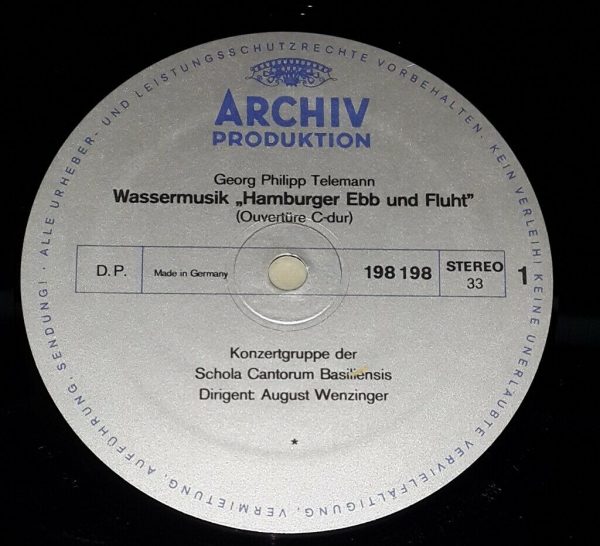 ARCHIV
PRODUKTION
Georg Philipp Telemann
Wassermusik „Hamburger Ebb und Fluht"
(Ouvertüre C-dur)
D.P. Made in Germany 198 198 STEREO 33 1
Konzertgruppe der
Schola Cantorum Basiliensis
Dirigent: August Wenzinger
*
ALLE URHEBER- UND LEISTUNGSSCHUTZRECHTE VORBEHALTEN. KEIN VERLEIH! KEINE UNERLAUBTE VERVIELFÄLTIGUNG, VERMIETUNG, AUFFÜHRUNG, SENDUNG! ·